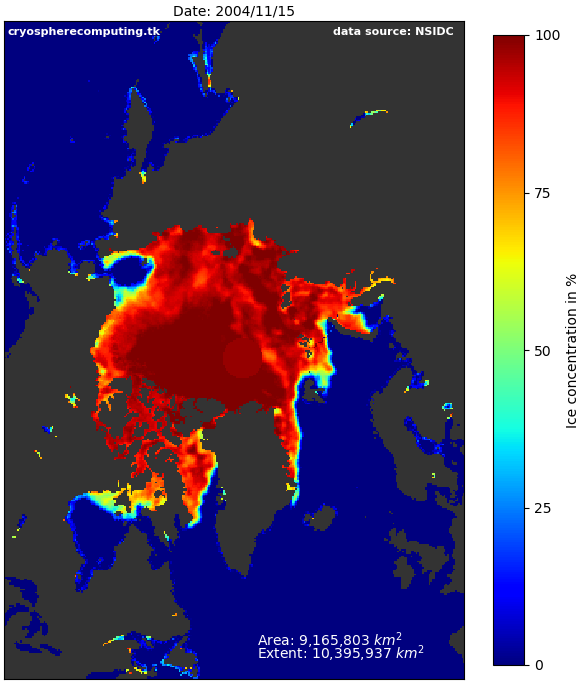 Date: 2004/11/15
cryospherecomputing.tk
data source: NSIDC
100
75
50
25
0
Ice concentration in %
Area: 9,165,803 km²
Extent: 10,395,937 km²